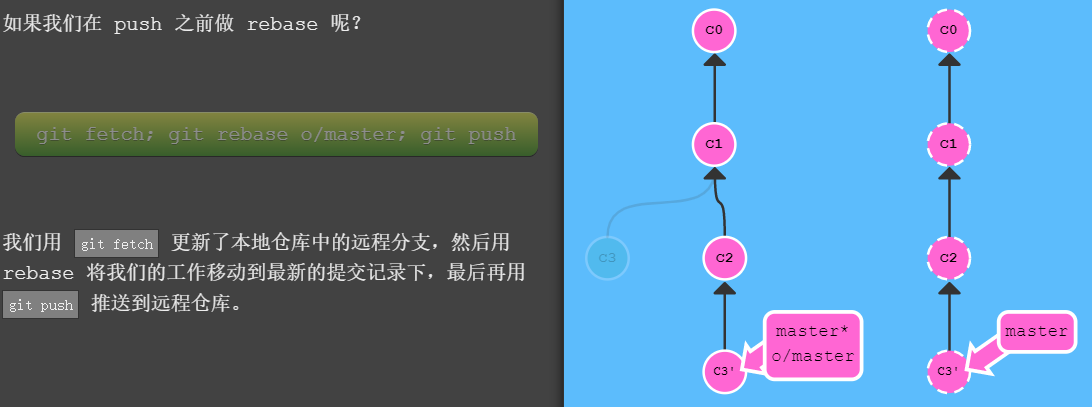 如果我们在 push 之前做 rebase 呢?
git fetch; git rebase o/master; git push
我们用 git fetch 更新了本地仓库中的远程分支，然后用
rebase 将我们的工作移动到最新的提交记录下，最后再用
git push 推送到远程仓库。
C0
C0
C1
C1
C3
C2
C2
master*
o/master
master
C3'
C3'